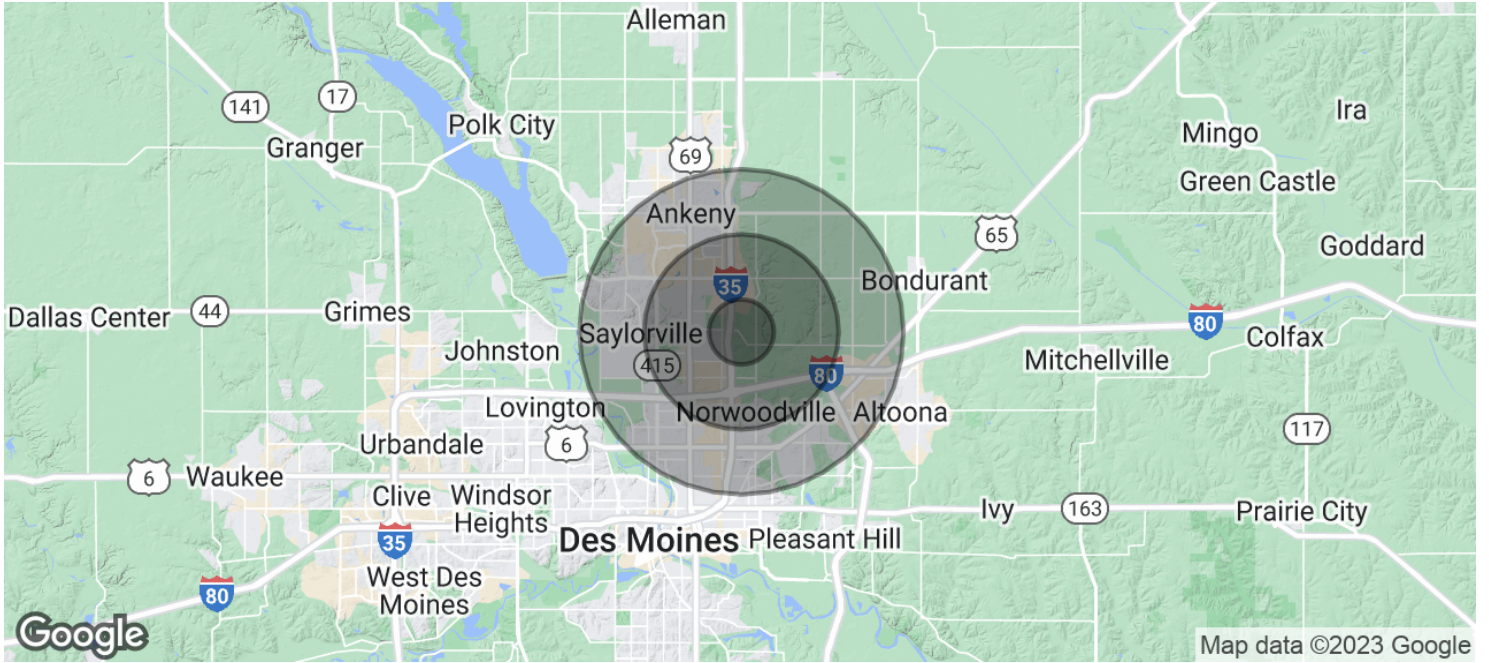 Alleman
17
141
Ira
Polk City
Mingo
Granger
69
Green Castle
Ankeny
65
Goddard
Bondurant
35
Dallas Center
44
Grimes
80
Saylorville
Colfax
Johnston
Mitchellville
415
80
Lovington
Norwoodville
Altoona
117
Urbandale
6
6
Waukee
Clive
Windsor
Heights
Ivy
163
Prairie City
35
Des Moines
Pleasant Hill
West Des
Moines
80
Google
Map data ©2023 Google